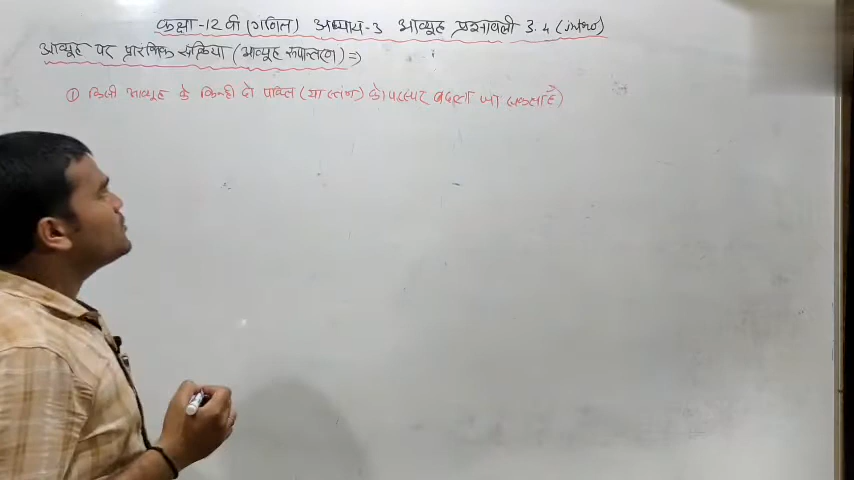 कक्षा-12 वी (गणित) अध्याय-3 आव्यूह प्रश्नावली 3.4 (intro)
आव्यूह पर प्रारंभिक संक्रिया (आव्यूह रूपान्तरण) =>
① किसी आव्यूह के किन्ही दो पंक्ति (या स्तंभ) को परस्पर बदला जा सकता है)